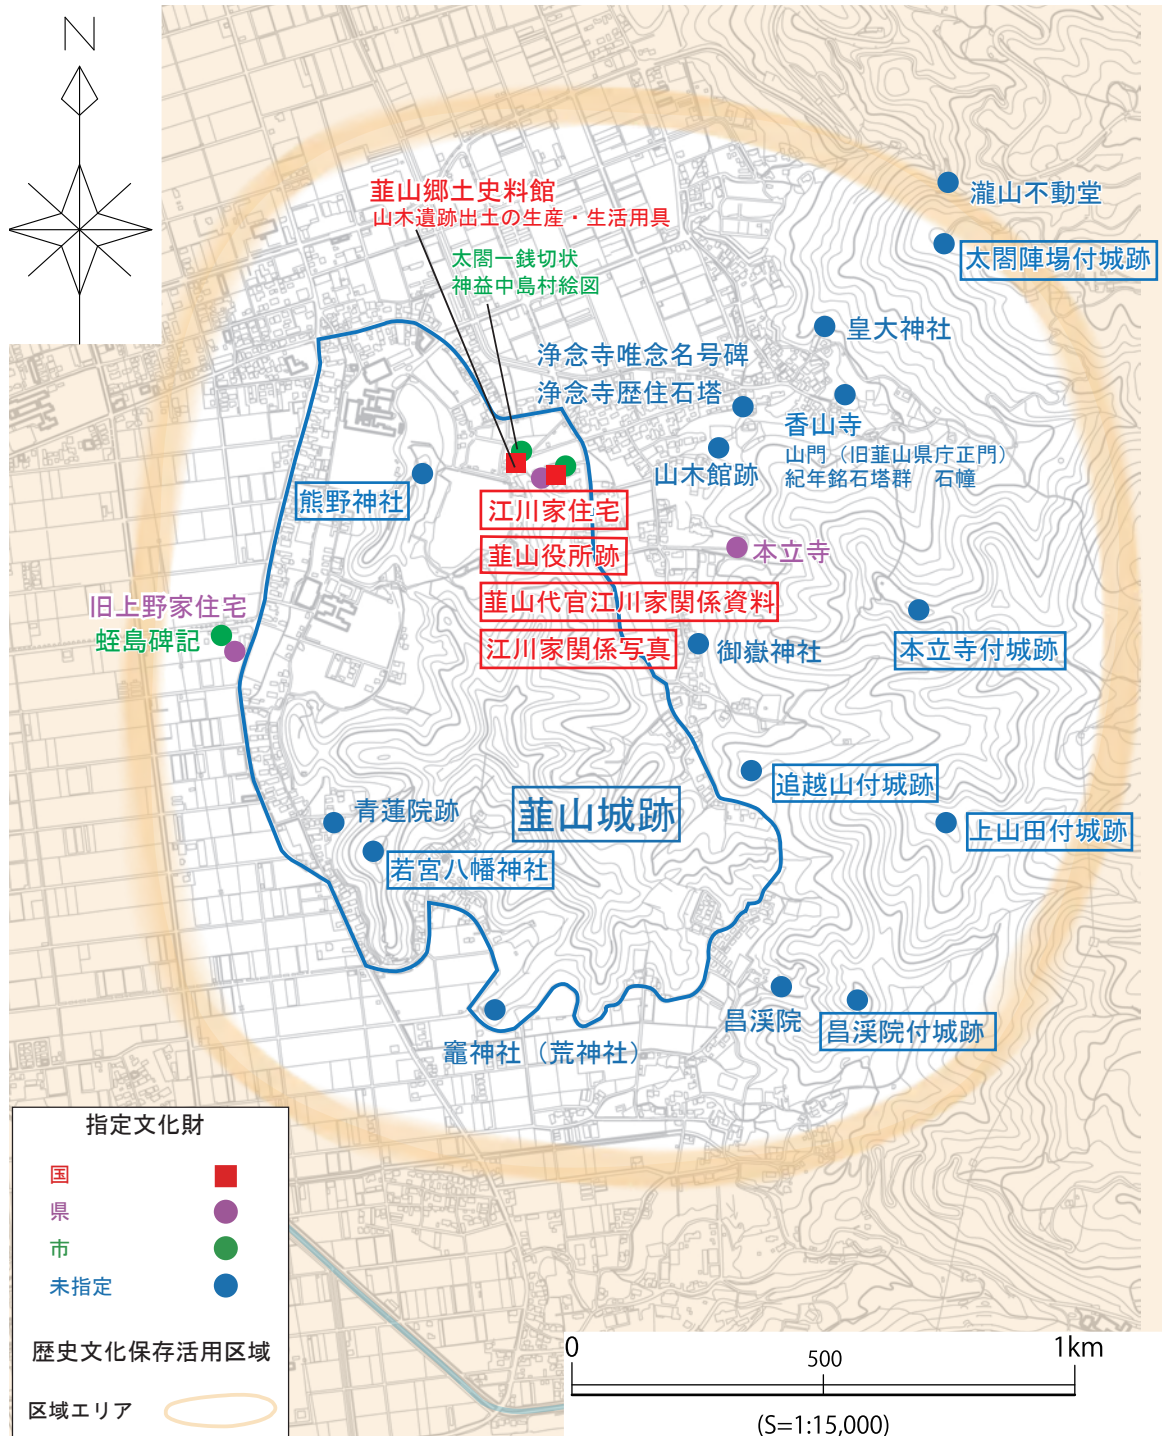 N
韮山郷土史料館
山木遺跡出土の生産・生活用具
太閤一銭切状
神益中島村絵図
瀧山不動堂
太閤陣場付城跡
皇大神社
浄念寺唯念名号碑
浄念寺歴住石塔
香山寺
山門（旧韮山県庁正門）
紀年銘石塔群　石幢
山木館跡
熊野神社
江川家住宅
韮山役所跡
韮山代官江川家関係資料
江川家関係写真
本立寺
旧上野家住宅
蛭島碑記
御嶽神社
本立寺付城跡
追越山付城跡
韮山城跡
上山田付城跡
青蓮院跡
若宮八幡神社
昌渓院
昌渓院付城跡
竈神社（荒神社）
指定文化財
国
県
市
未指定
歴史文化保存活用区域
区域エリア
0
500
1km
(S=1:15,000)